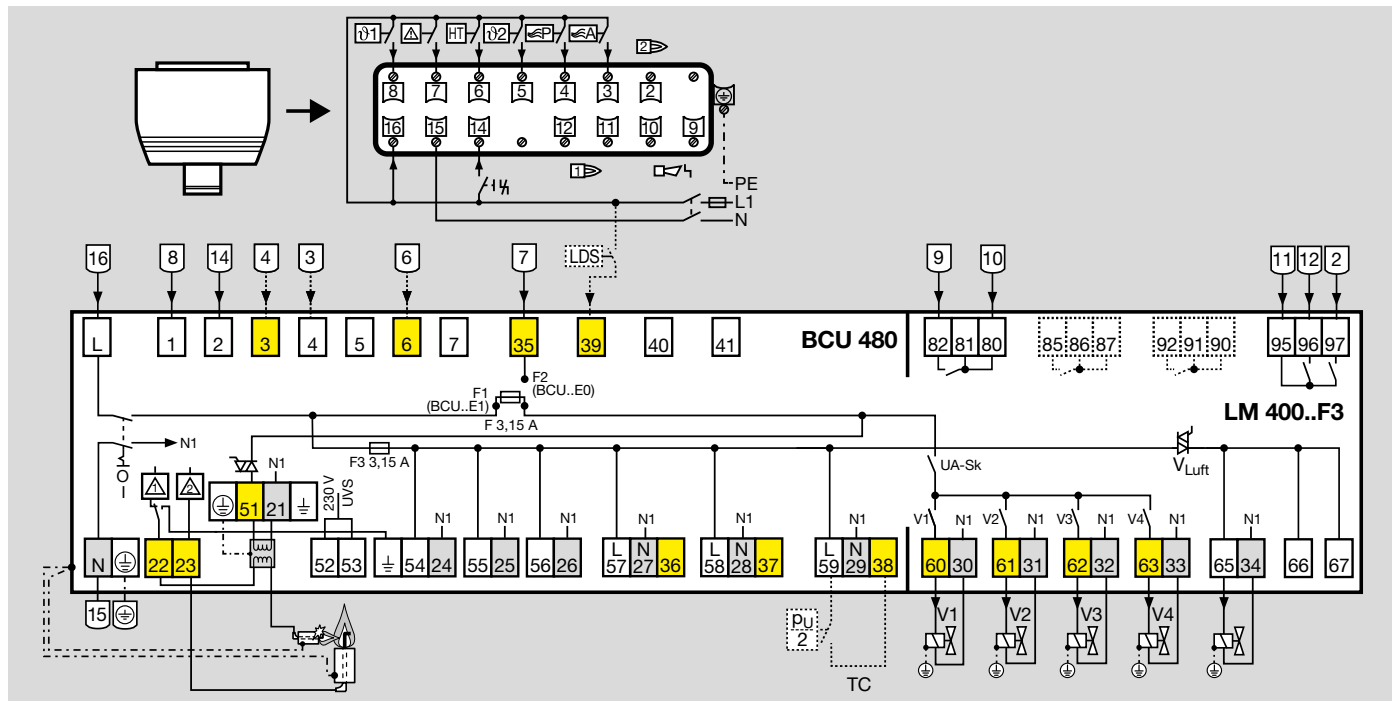 ϑ1 ⚠ HT ϑ2 P A
2
8 7 6 5 4 3 2
16 15 14 12 11 10 9
1
PE
L1
N
16 8 14 4 3 6 7 LDS 9 10 11 12 2
L 1 2 3 4 5 6 7 35 39 40 41 BCU 480 82 81 80 85 86 87 92 91 90 95 96 97
F2
(BCU..E0)
F1
(BCU..E1)
F 3,15 A
LM 400..F3
N1
F3 3,15 A
UA-Sk
VLuft
O
I
1 2
N1
51 21
230 V
UVS
N1 N1 N1 N1 N1 N1 V1 N1 V2 N1 V3 N1 V4 N1 N1
N 22 23 52 53 54 24 55 25 56 26 L 57 N 27 36 L 58 N 28 37 L 59 N 29 38 60 30 61 31 62 32 63 33 65 34 66 67
15
pU
2
V1 V2 V3 V4
TC